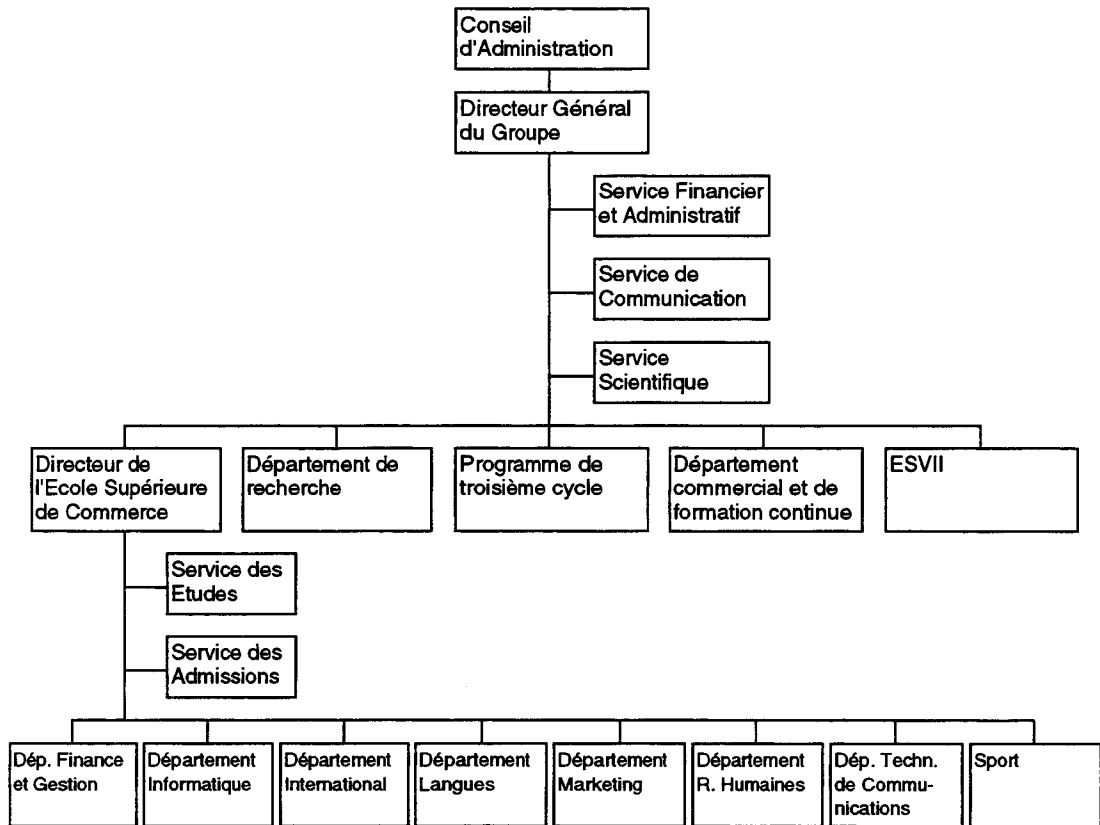 Conseil
d'Administration
Directeur Général
du Groupe
Service Financier
et Administratif
Service de
Communication
Service
Scientifique
Directeur de
l'Ecole Supérieure
de Commerce
Département de
recherche
Programme de
troisième cycle
Département
commercial et de
formation continue
ESVII
Service des
Etudes
Service des
Admissions
Dép. Finance
et Gestion
Département
Informatique
Département
International
Département
Langues
Département
Marketing
Département
R. Humaines
Dép. Techn.
de Commu-
nications
Sport